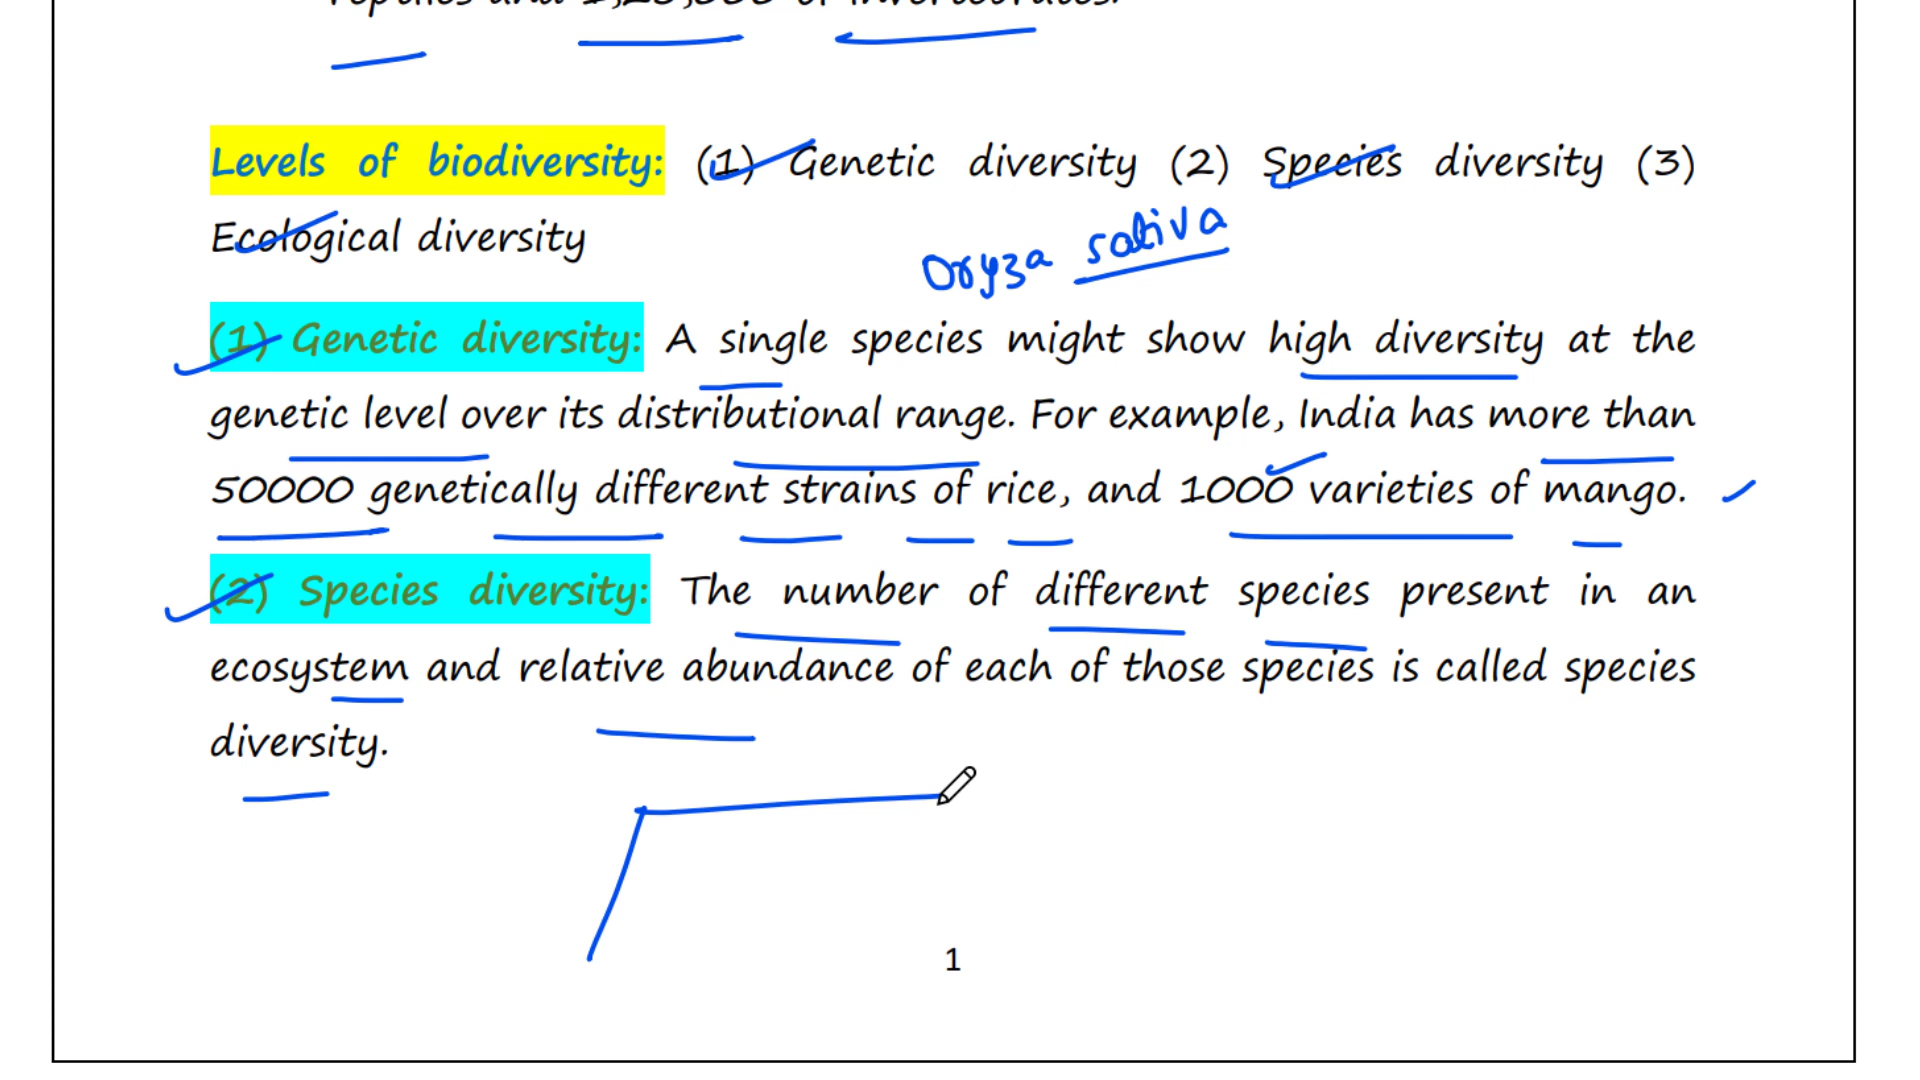 Levels of biodiversity: (1) Genetic diversity (2) Species diversity (3)
Ecological diversity
Oryza sativa
(1) Genetic diversity: A single species might show high diversity at the
genetic level over its distributional range. For example, India has more than
50000 genetically different strains of rice, and 1000 varieties of mango.
(2) Species diversity: The number of different species present in an
ecosystem and relative abundance of each of those species is called species
diversity.
1